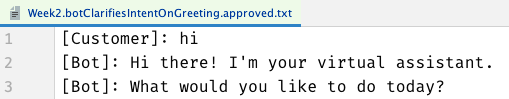 Week2.botClarifiesIntentOnGreeting.approved.txt
1 [Customer]: hi
2 [Bot]: Hi there! I'm your virtual assistant.
3 [Bot]: What would you like to do today?